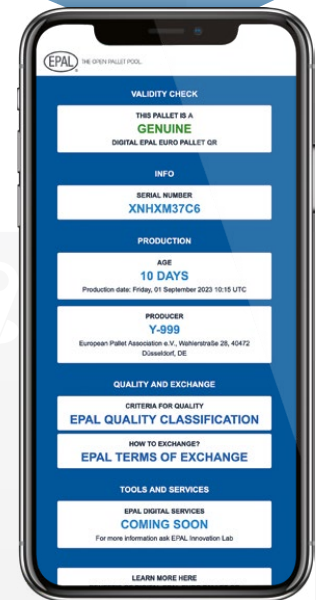 EPAL THE OPEN PALLET POOL.
VALIDITY CHECK
THIS PALLET IS A
GENUINE
DIGITAL EPAL EURO PALLET QR
INFO
SERIAL NUMBER
XNHXM37C6
PRODUCTION
AGE
10 DAYS
Production date: Friday, 01 September 2023 10:15 UTC
PRODUCER
Y-999
European Pallet Association e.V., Wahlerstraße 28, 40472
Düsseldorf, DE
QUALITY AND EXCHANGE
CRITERIA FOR QUALITY
EPAL QUALITY CLASSIFICATION
HOW TO EXCHANGE?
EPAL TERMS OF EXCHANGE
TOOLS AND SERVICES
EPAL DIGITAL SERVICES
COMING SOON
For more information ask EPAL Innovation Lab
LEARN MORE HERE